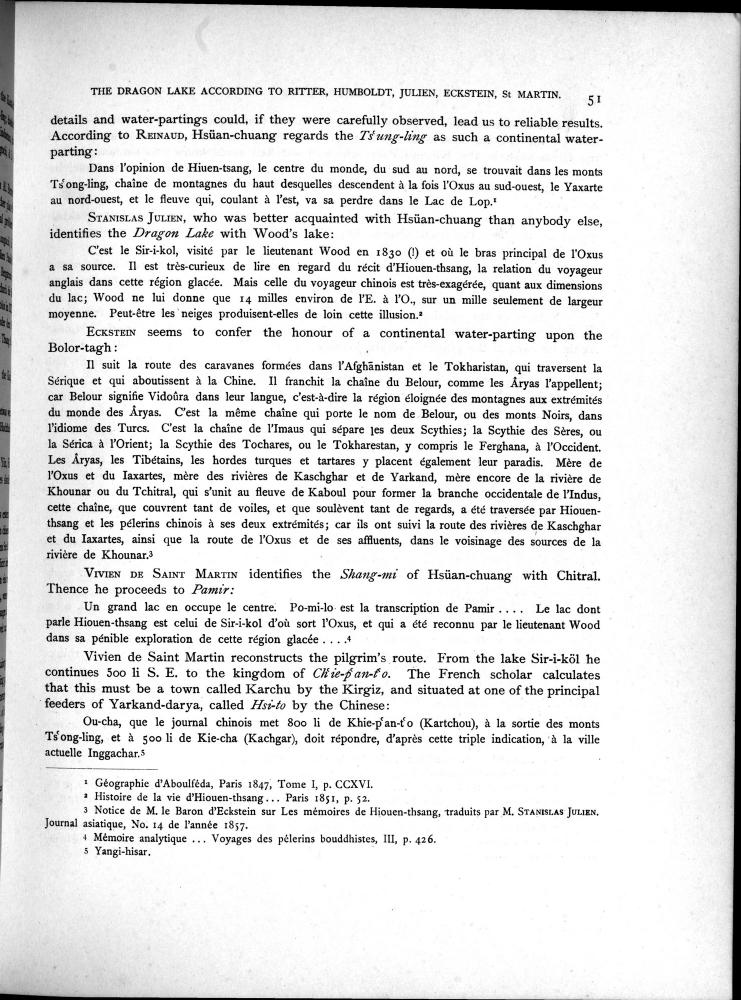 THE DRAGON LAKE ACCORDING TO RITTER, HUMBOLDT, JULIEN, ECKSTEIN, St MARTIN. 51
details and water-partings could, if they were carefully observed, lead us to reliable results.
According to REINAUD, Hsüan-chuang regards the Ts'ung-ling as such a continental water-
parting:
Dans l'opinion de Hiuen-tsang, le centre du monde, du sud au nord, se trouvait dans les monts
Ts'ong-ling, chaîne de montagnes du haut desquelles descendent à la fois l'Oxus au sud-ouest, le Yaxarte
au nord-ouest, et le fleuve qui, coulant à l'est, va sa perdre dans le Lac de Lop.¹
STANISLAS JULIEN, who was better acquainted with Hsüan-chuang than anybody else,
identifies the Dragon Lake with Wood's lake:
C'est le Sir-i-kol, visité par le lieutenant Wood en 1830 (!) et où le bras principal de l'Oxus
a sa source. Il est très-curieux de lire en regard du récit d'Hiouen-thsang, la relation du voyageur
anglais dans cette région glacée. Mais celle du voyageur chinois est très-exagérée, quant aux dimensions
du lac; Wood ne lui donne que 14 milles environ de l'E. à l'O., sur un mille seulement de largeur
moyenne. Peut-être les neiges produisent-elles de loin cette illusion.²
ECKSTEIN seems to confer the honour of a continental water-parting upon the
Bolor-tagh:
Il suit la route des caravanes formées dans l'Afghānistan et le Tokharistan, qui traversent la
Sérique et qui aboutissent à la Chine. Il franchit la chaîne du Belour, comme les Âryas l'appellent;
car Belour signifie Vidoûra dans leur langue, c'est-à-dire la région éloignée des montagnes aux extrémités
du monde des Âryas. C'est la même chaîne qui porte le nom de Belour, ou des monts Noirs, dans
l'idiome des Turcs. C'est la chaîne de l'Imaus qui sépare les deux Scythies; la Scythie des Sères, ou
la Sérica à l'Orient; la Scythie des Tochares, ou le Tokharestan, y compris le Ferghana, à l'Occident.
Les Âryas, les Tibétains, les hordes turques et tartares y placent également leur paradis. Mère de
l'Oxus et du Iaxartes, mère des rivières de Kaschghar et de Yarkand, mère encore de la rivière de
Khounar ou du Tchitral, qui s'unit au fleuve de Kaboul pour former la branche occidentale de l'Indus,
cette chaîne, que couvrent tant de voiles, et que soulèvent tant de regards, a été traversée par Hiouen-
thsang et les pélerins chinois à ses deux extrémités; car ils ont suivi la route des rivières de Kaschghar
et du Iaxartes, ainsi que la route de l'Oxus et de ses affluents, dans le voisinage des sources de la
rivière de Khounar.³
VIVIEN DE SAINT MARTIN identifies the Shang-mi of Hsüan-chuang with Chitral.
Thence he proceeds to Pamir:
Un grand lac en occupe le centre. Po-mi-lo est la transcription de Pamir .... Le lac dont
parle Hiouen-thsang est celui de Sir-i-kol d'où sort l'Oxus, et qui a été reconnu par le lieutenant Wood
dans sa pénible exploration de cette région glacée ....⁴
Vivien de Saint Martin reconstructs the pilgrim's route. From the lake Sir-i-köl he
continues 500 li S. E. to the kingdom of Ch'ie-p'an-t'o. The French scholar calculates
that this must be a town called Karchu by the Kirgiz, and situated at one of the principal
feeders of Yarkand-darya, called Hsi-to by the Chinese:
Ou-cha, que le journal chinois met 800 li de Khie-p'an-t'o (Kartchou), à la sortie des monts
Ts'ong-ling, et à 500 li de Kie-cha (Kachgar), doit répondre, d'après cette triple indication, à la ville
actuelle Inggachar.⁵
¹ Géographie d'Aboulféda, Paris 1847, Tome I, p. CCXVI.
² Histoire de la vie d'Hiouen-thsang... Paris 1851, p. 52.
³ Notice de M. le Baron d'Eckstein sur Les mémoires de Hiouen-thsang, traduits par M. STANISLAS JULIEN.
Journal asiatique, No. 14 de l'année 1857.
⁴ Mémoire analytique ... Voyages des pèlerins bouddhistes, III, p. 426.
⁵ Yangi-hisar.